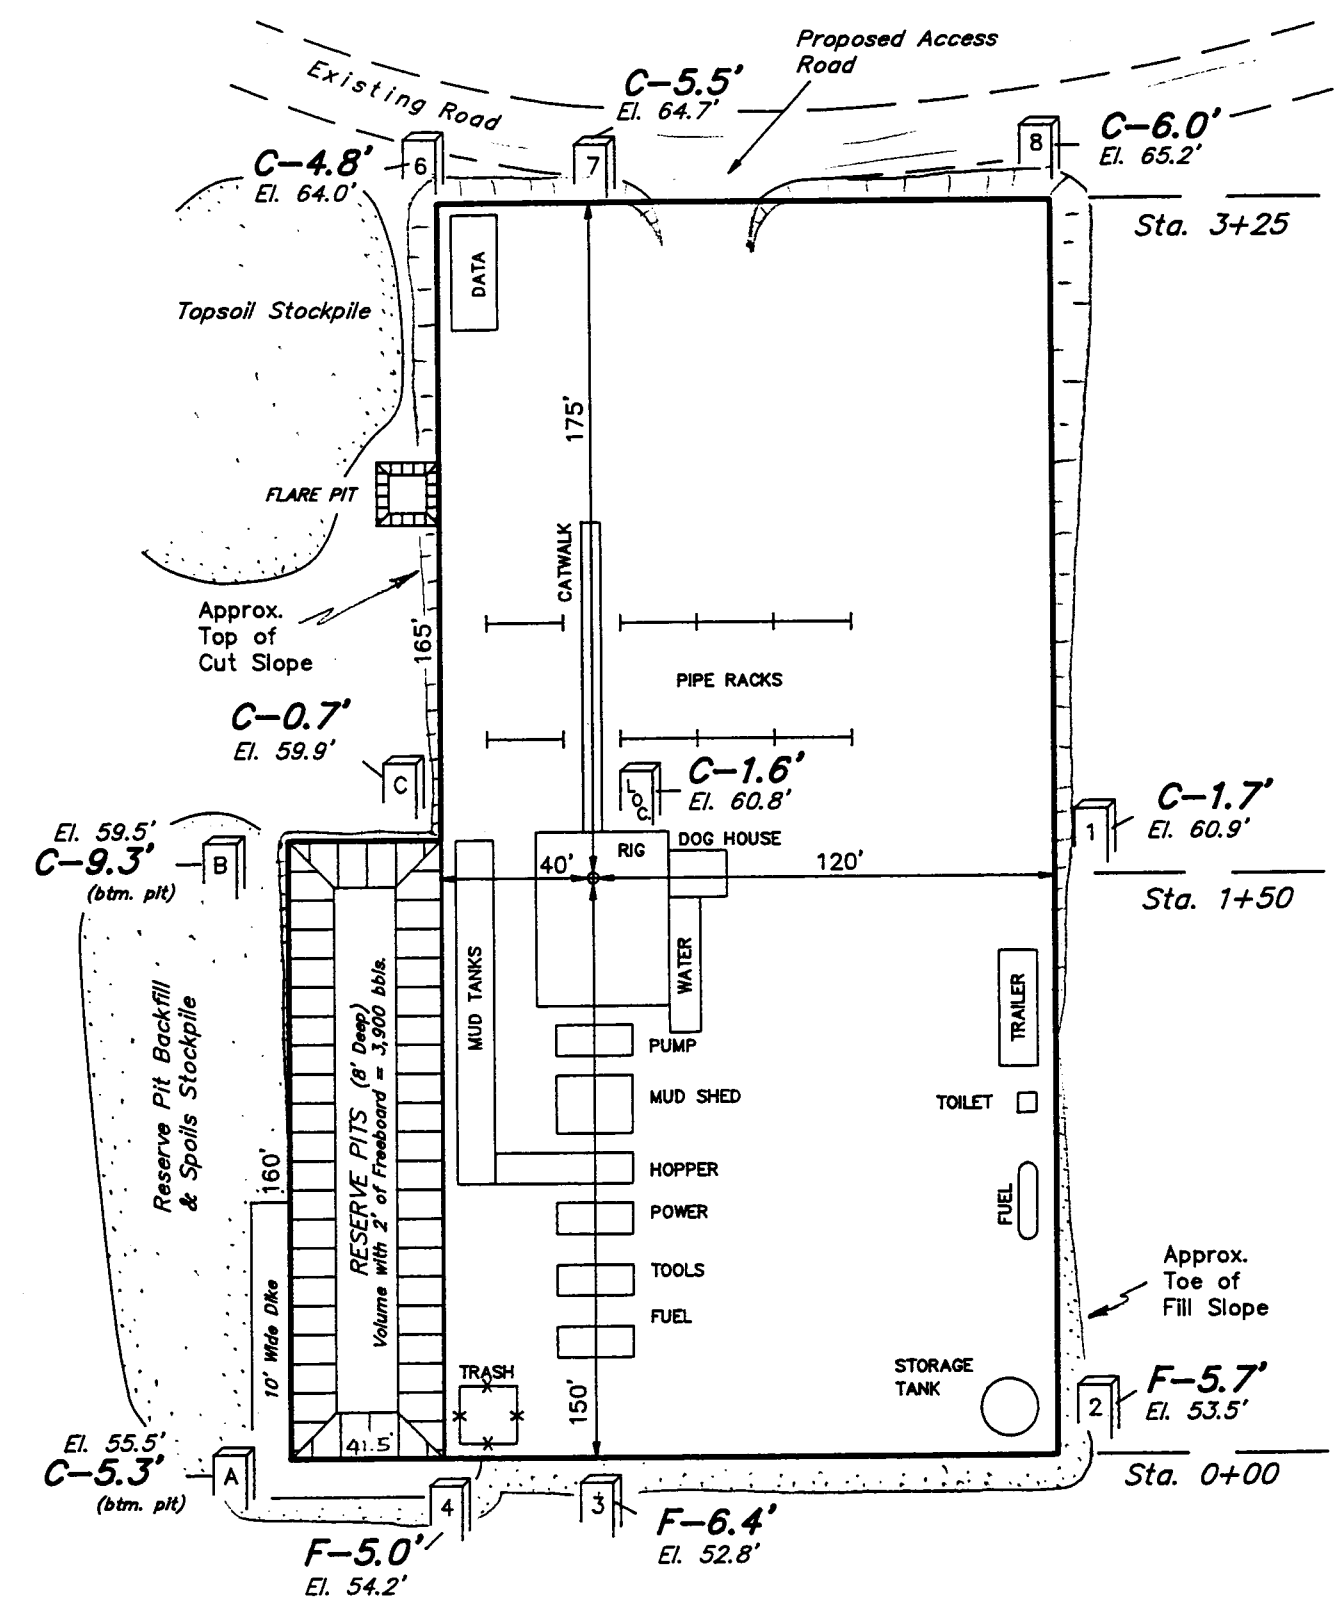 Proposed Access
Road
Existing Road
C-5.5'
El. 64.7'
C-6.0'
El. 65.2'
C-4.8'
El. 64.0'
6
7
8
Sta. 3+25
DATA
Topsoil Stockpile
175'
FLARE PIT
CATWALK
Approx.
Top of
Cut Slope
165'
PIPE RACKS
C-0.7'
El. 59.9'
C
LOC.
C-1.6'
El. 60.8'
C-1.7'
El. 60.9'
1
El. 59.5'
C-9.3'
(btm. pit)
B
RIG
DOG HOUSE
40'
120'
Sta. 1+50
MUD TANKS
WATER
TRAILER
Reserve Pit Backfill
& Spoils Stockpile
RESERVE PITS (8' Deep)
Volume with 2' of Freeboard = 3,900 bbls.
PUMP
MUD SHED
TOILET
160'
HOPPER
POWER
FUEL
TOOLS
FUEL
Approx.
Toe of
Fill Slope
10' Wide Dike
TRASH
150'
STORAGE
TANK
F-5.7'
El. 53.5'
2
41.5'
El. 55.5'
C-5.3'
(btm. pit)
A
Sta. 0+00
4
3
F-6.4'
El. 52.8'
F-5.0'
El. 54.2'